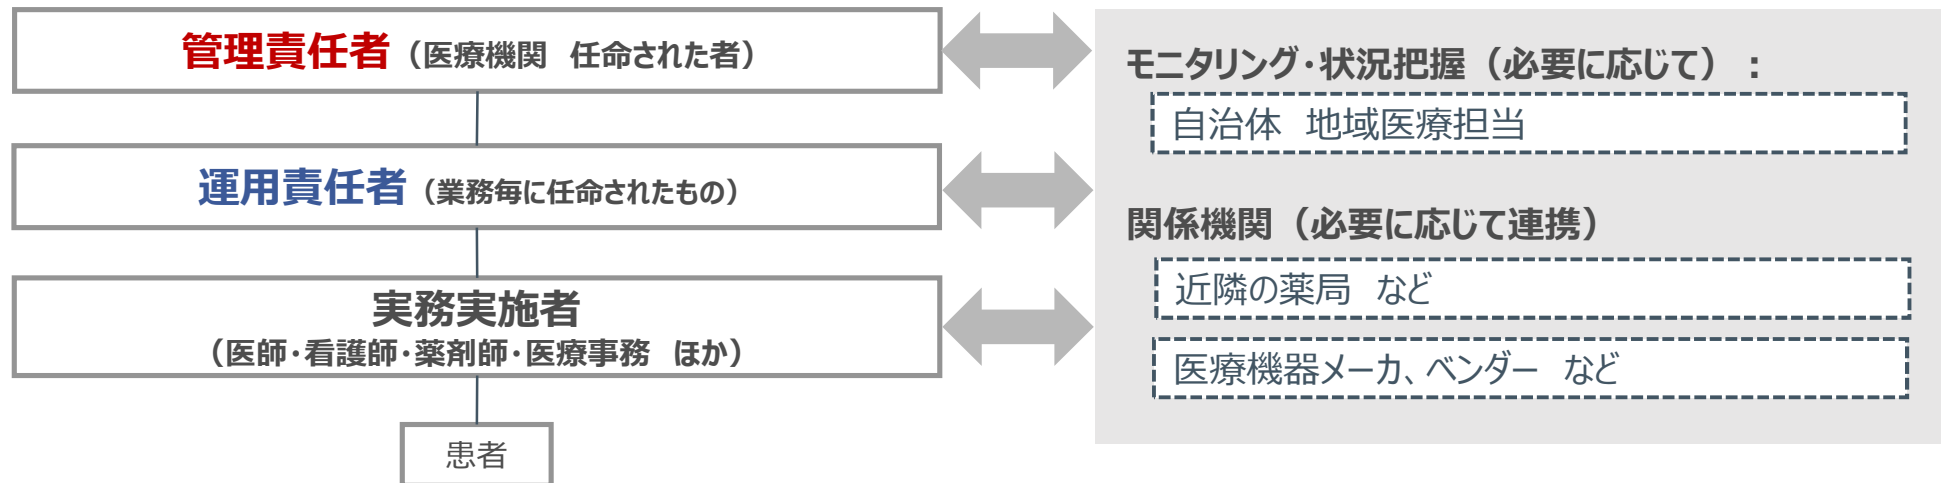 管理責任者（医療機関　任命された者）
運用責任者（業務毎に任命されたもの）
実務実施者
（医師・看護師・薬剤師・医療事務　ほか）
患者
モニタリング・状況把握（必要に応じて）：
自治体　地域医療担当
関係機関（必要に応じて連携）
近隣の薬局　など
医療機器メーカ、ベンダー　など